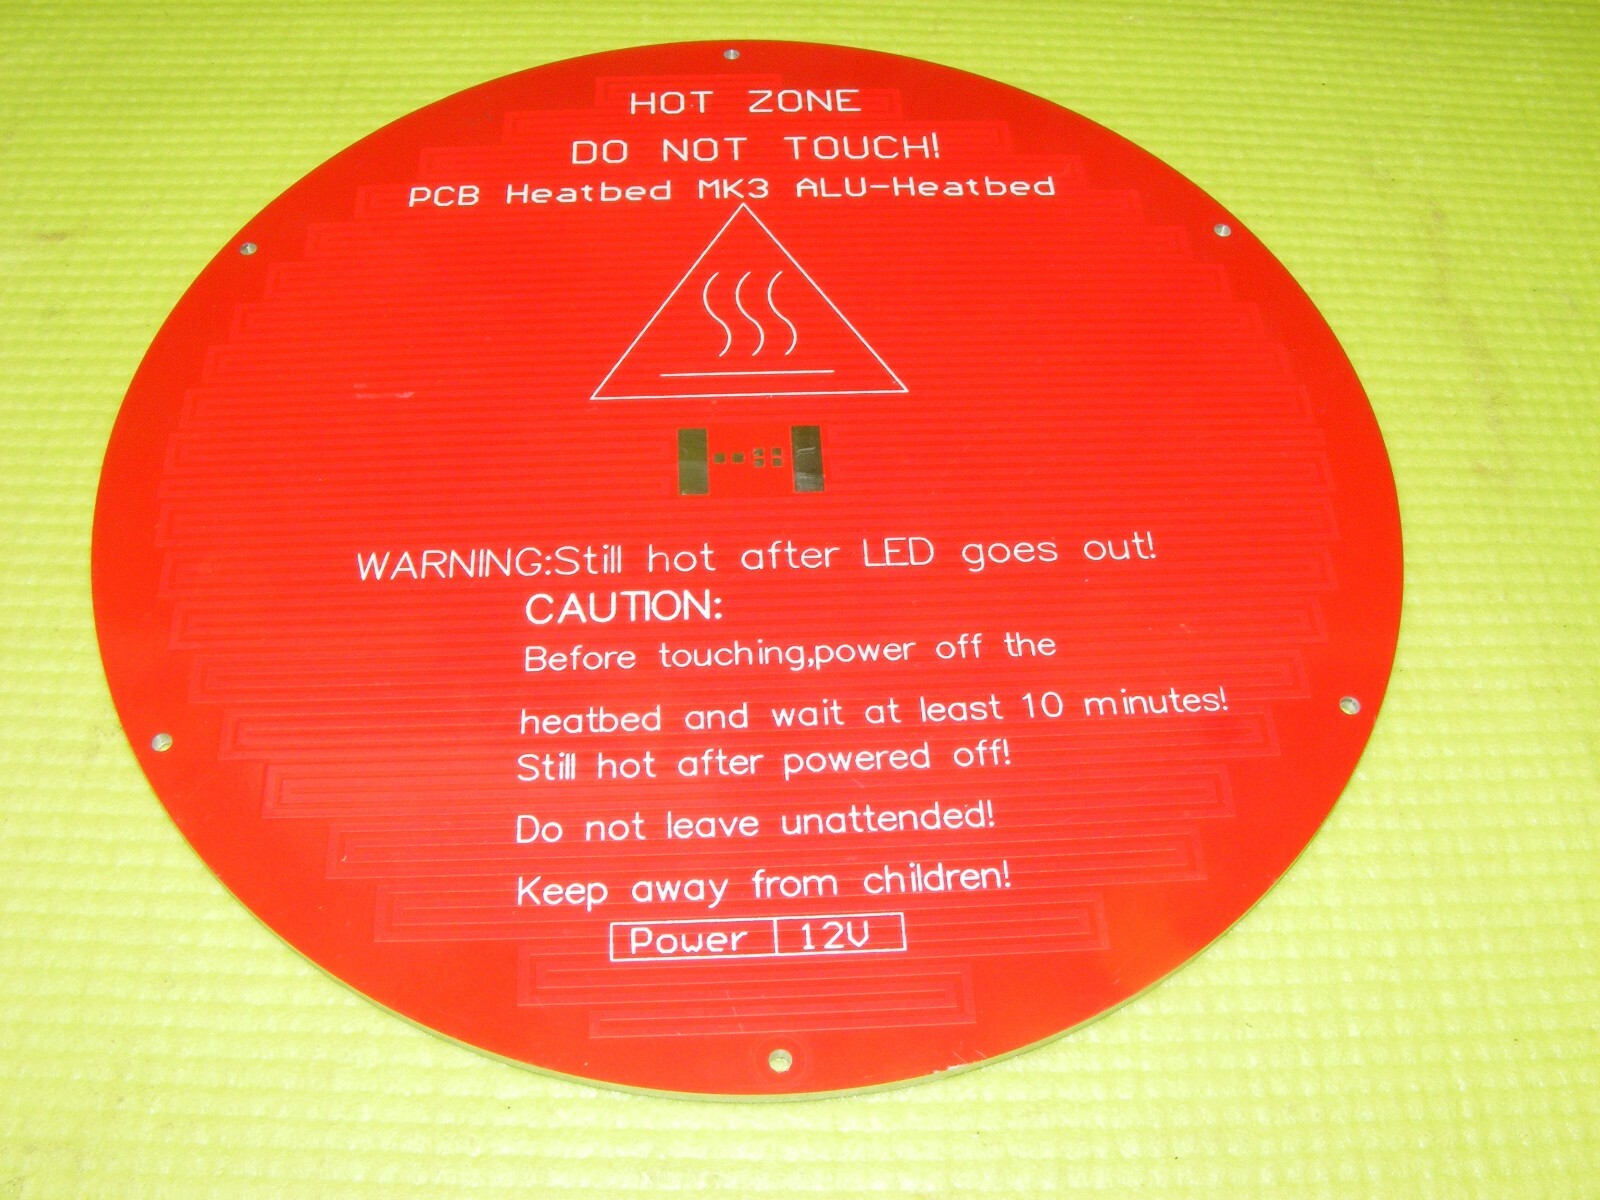 HOT ZONE
DO NOT TOUCH!
PCB Heatbed MK3 ALU-Heatbed
WARNING:Still hot after LED goes out!
CAUTION:
Before touching,power off the
heatbed and wait at least 10 minutes!
Still hot after powered off!
Do not leave unattended!
Keep away from children!
Power 12V